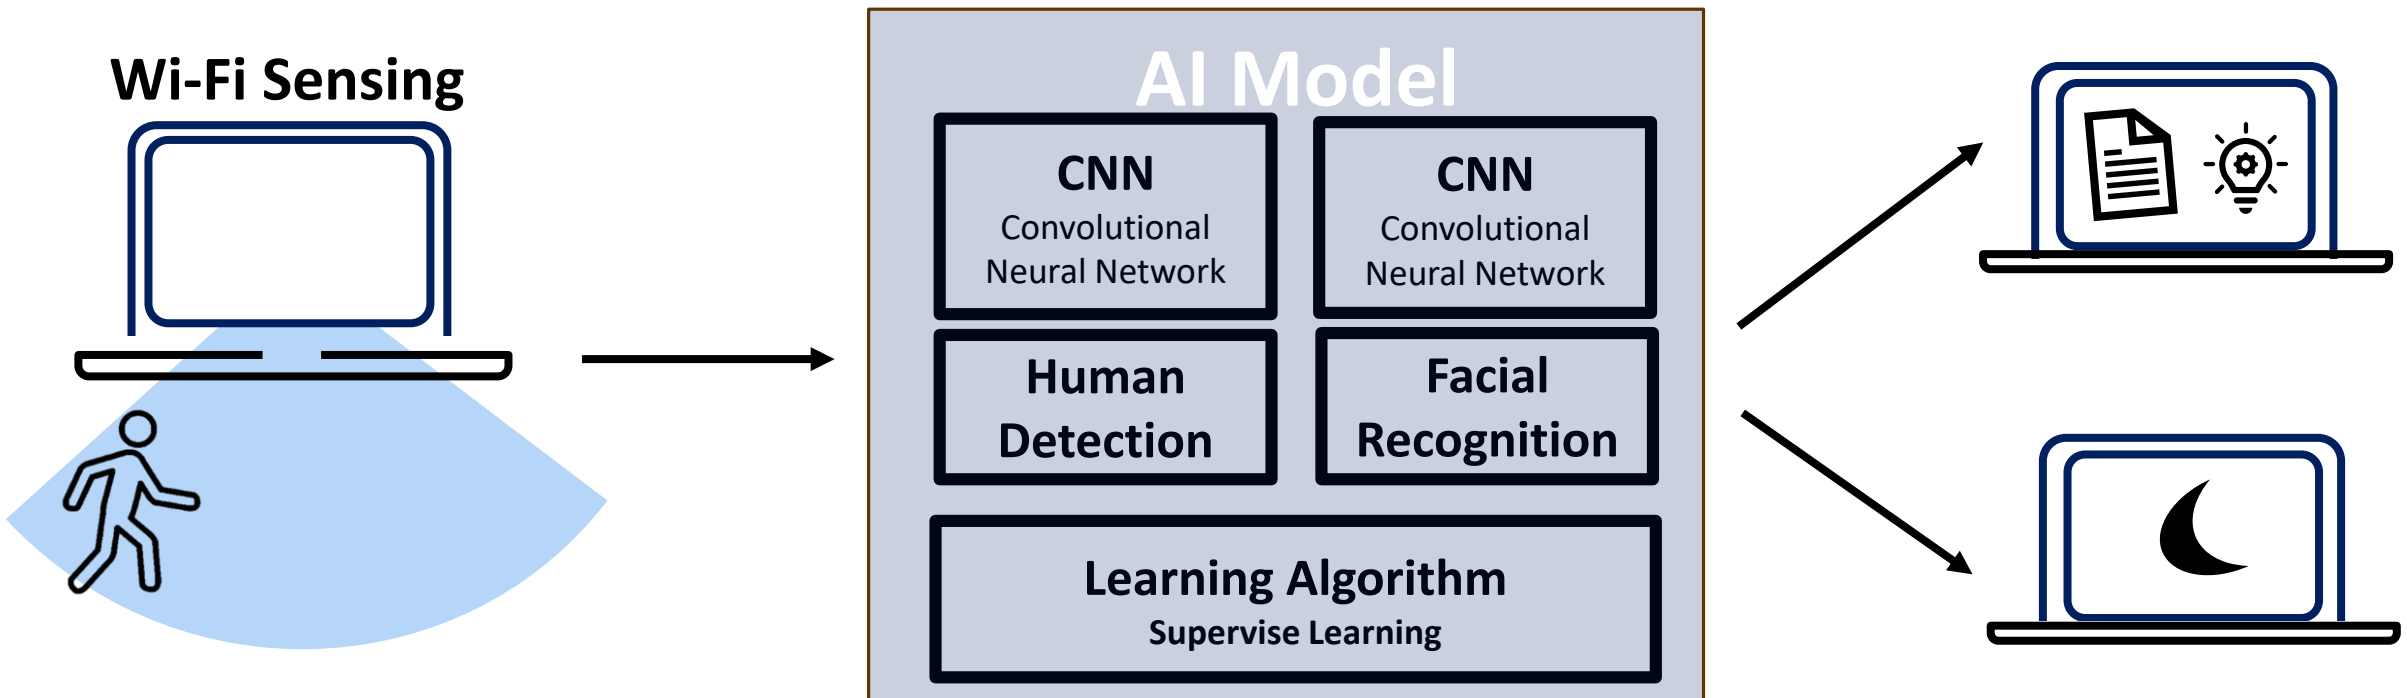 Wi-Fi Sensing
AI Model
CNN
Convolutional
Neural Network
CNN
Convolutional
Neural Network
Human
Detection
Facial
Recognition
Learning Algorithm
Supervise Learning